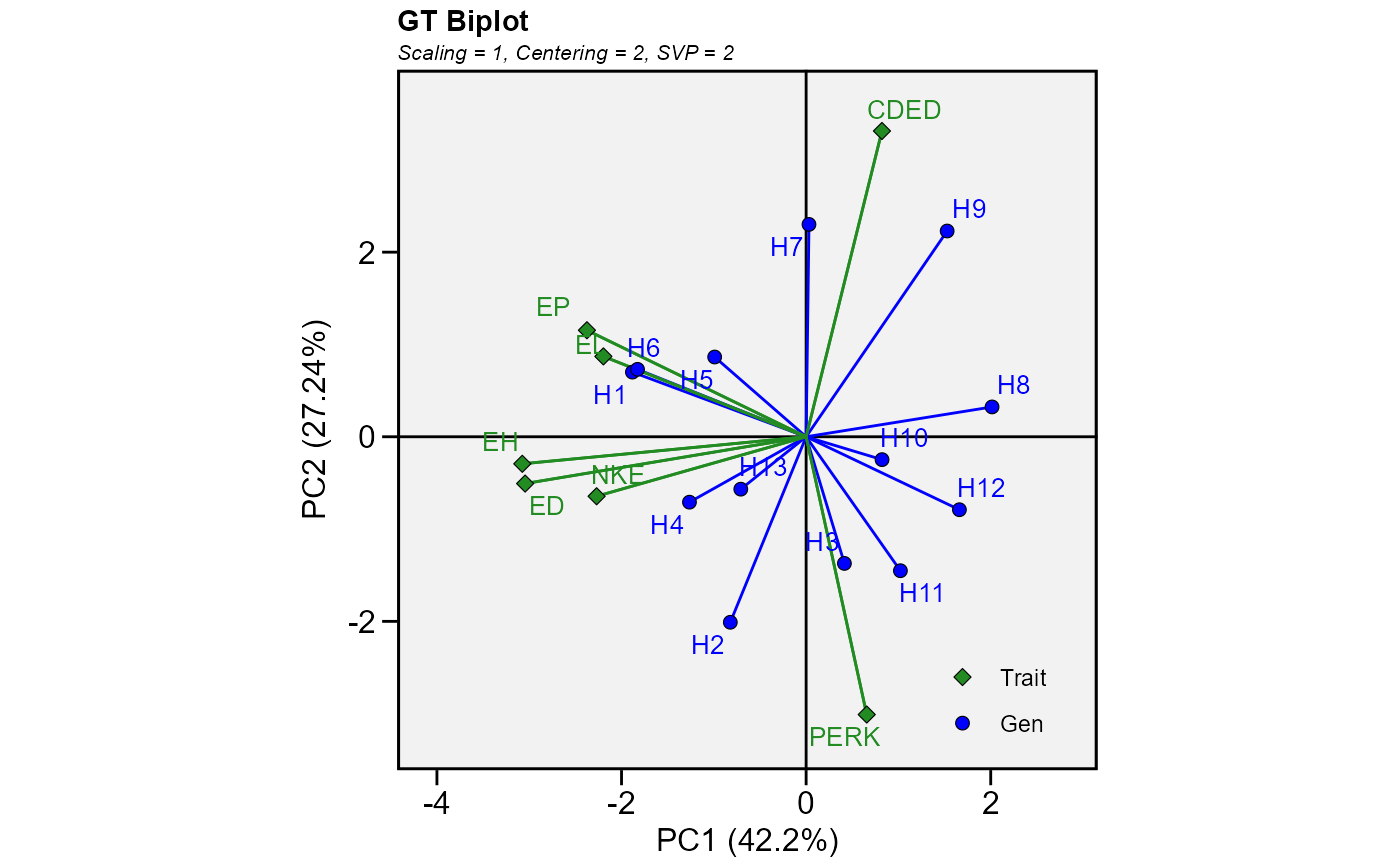 GT Biplot
Scaling = 1, Centering = 2, SVP = 2
CDED
H9
H7
2
EP
EL
H6
H5
H1
H8
0
EH
H10
H13
NKE
ED
H12
H4
H3
H11
-2
H2
Trait
PERK
Gen
-4
-2
0
2
PC1 (42.2%)
PC2 (27.24%)